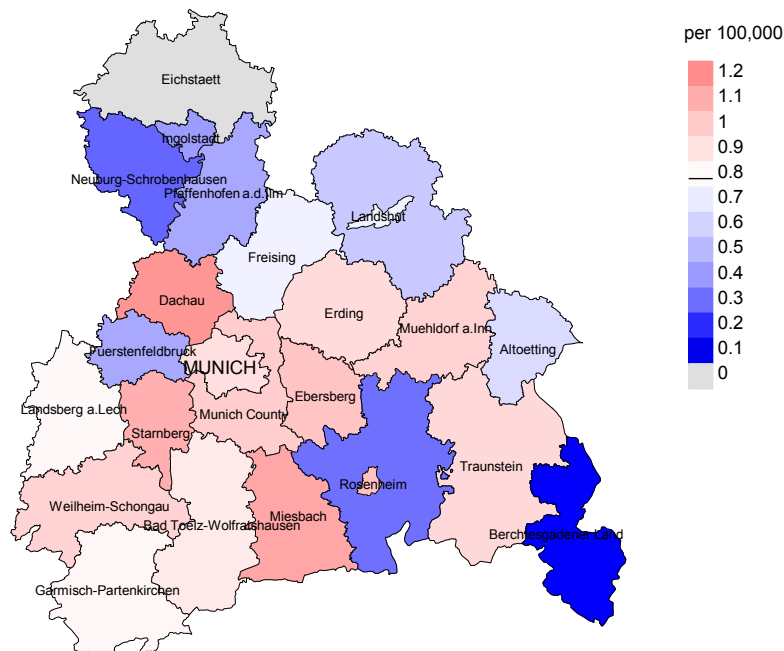 per 100,000
1.2
1.1
1
0.9
0.8
0.7
0.6
0.5
0.4
0.3
0.2
0.1
0
Eichstaett
Ingolstadt
Neuburg-Schrobenhausen
Pfaffenhofen a.d.Ilm
Landshut
Freising
Dachau
Erding
Muehldorf a.Inn
Altoetting
Fuerstenfeldbruck
MUNICH
Ebersberg
Landsberg a.Lech
Munich County
Starnberg
Traunstein
Rosenheim
Weilheim-Schongau
Miesbach
Bad Toelz-Wolfratshausen
Berchtesgadener Land
Garmisch-Partenkirchen